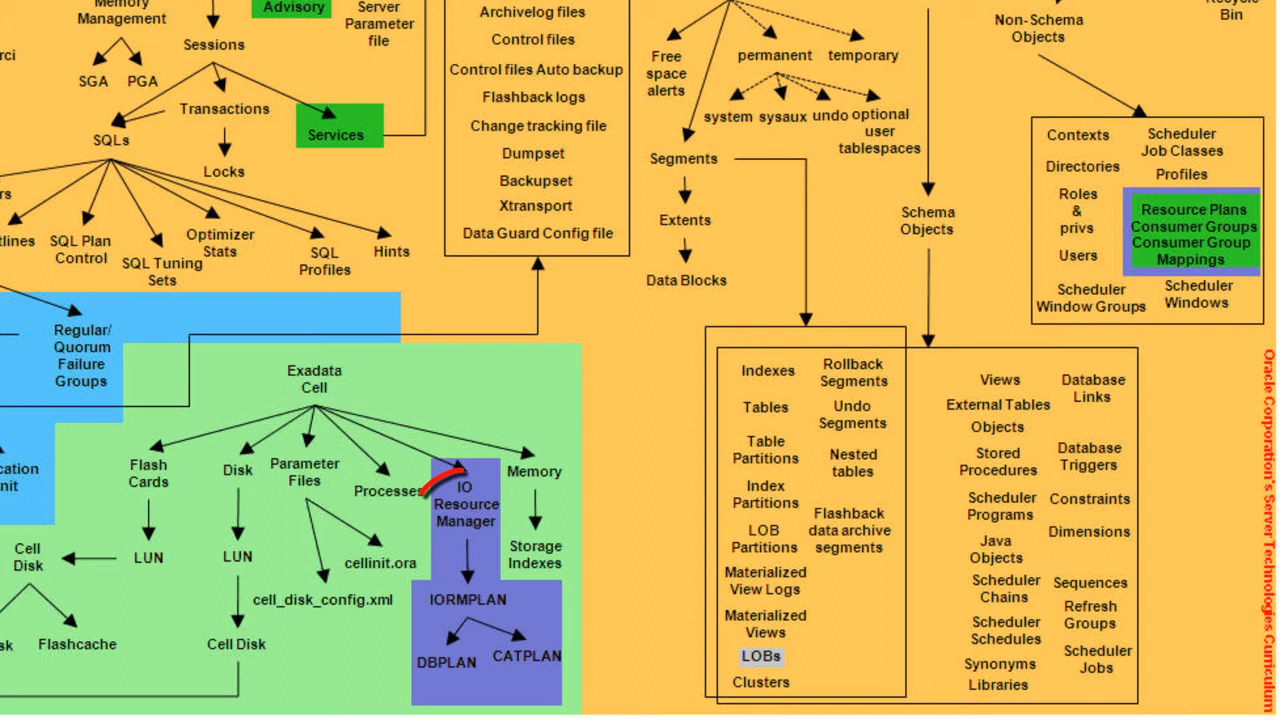 Memory
Management
Advisory
Server
Parameter
file
Sessions
SGA
PGA
Transactions
SQLs
Services
Locks
SQL Plan
Control
SQL Tuning
Sets
Optimizer
Stats
SQL
Profiles
Hints
Archivelog files
Control files
Control files Auto backup
Flashback logs
Change tracking file
Dumpset
Backupset
Xtransport
Data Guard Config file
Free
space
alerts
permanent
temporary
system
sysaux
undo
optional
user
tablespaces
Segments
Extents
Data Blocks
Schema
Objects
Non-Schema
Objects
Bin
Contexts
Directories
Roles
&
privs
Users
Scheduler
Window Groups
Scheduler
Job Classes
Profiles
Resource Plans
Consumer Groups
Consumer Group
Mappings
Scheduler
Windows
Regular/
Quorum
Failure
Groups
Exadata
Cell
Flash
Cards
Disk
Parameter
Files
Processes
IO
Resource
Manager
Memory
LUN
LUN
Cell
Disk
Flashcache
Cell Disk
cellinit.ora
cell_disk_config.xml
Storage
Indexes
IORMPLAN
DBPLAN
CATPLAN
Indexes
Tables
Table
Partitions
Index
Partitions
LOB
Partitions
Materialized
View Logs
Materialized
Views
LOBs
Clusters
Rollback
Segments
Undo
Segments
Nested
tables
Flashback
data archive
segments
Views
External Tables
Objects
Stored
Procedures
Scheduler
Programs
Java
Objects
Scheduler
Chains
Scheduler
Schedules
Synonyms
Libraries
Database
Links
Database
Triggers
Constraints
Dimensions
Sequences
Refresh
Groups
Scheduler
Jobs
Oracle Corporation's Server Technologies Curriculum